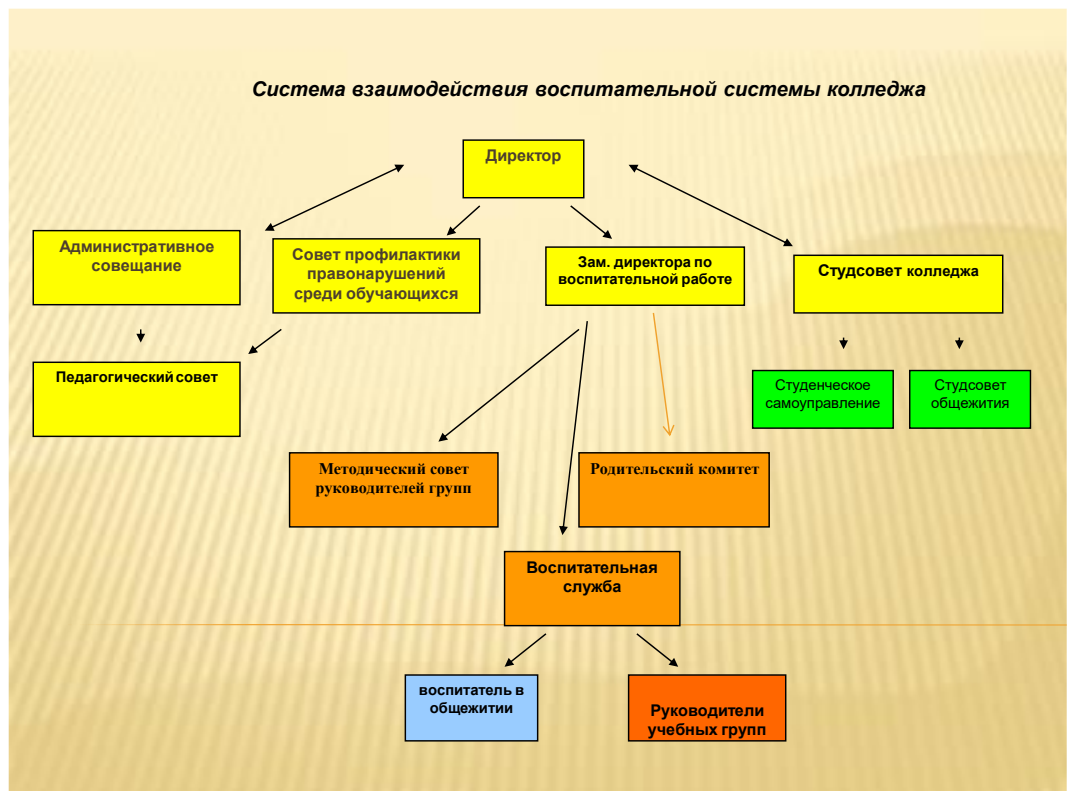 Система взаимодействия воспитательной системы колледжа
Директор
Административное
совещание
Совет профилактики
правонарушений
среди обучающихся
Зам. директора по
воспитательной работе
Студсовет колледжа
Педагогический совет
Студенческое
самоуправление
Студсовет
общежития
Методический совет
руководителей групп
Родительский комитет
Воспитательная
служба
воспитатель в
общежитии
Руководители
учебных групп